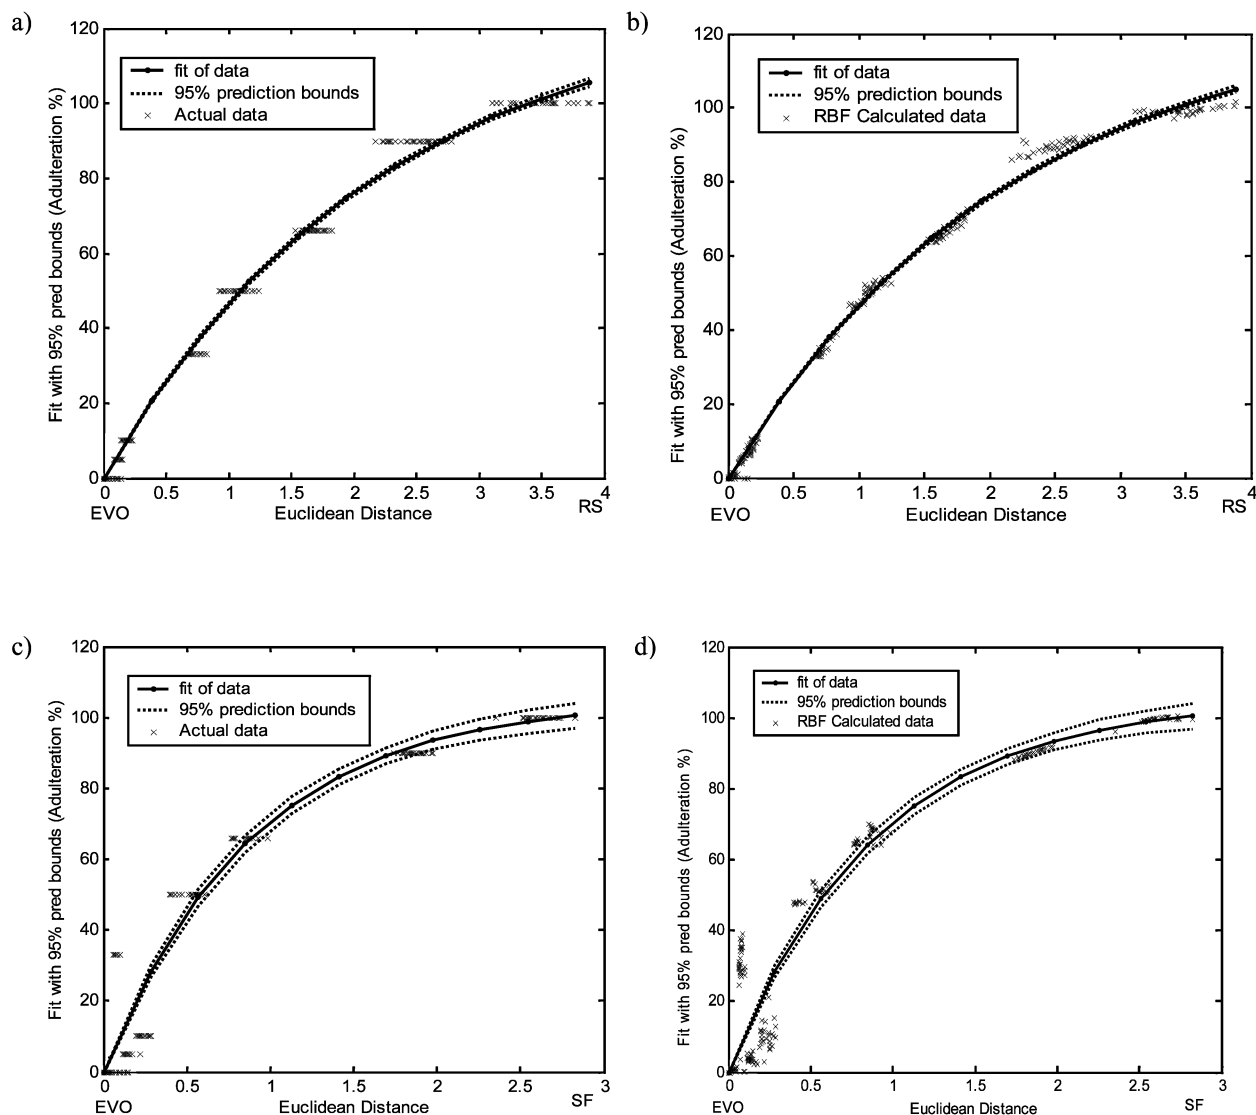 a)
120
100
80
60
40
20
0
Fit with 95% pred bounds (Adulteration %)
fit of data
95% prediction bounds
Actual data
0 0.5 1 1.5 2 2.5 3 3.5 4
EVO Euclidean Distance RS
b)
120
100
80
60
40
20
0
Fit with 95% pred bounds (Adulteration %)
fit of data
95% prediction bounds
RBF Calculated data
0 0.5 1 1.5 2 2.5 3 3.5 4
EVO Euclidean Distance RS
c)
120
100
80
60
40
20
0
Fit with 95% pred bounds (Adulteration %)
fit of data
95% prediction bounds
Actual data
0 0.5 1 1.5 2 2.5 3
EVO Euclidean Distance SF
d)
120
100
80
60
40
20
0
Fit with 95% pred bounds (Adulteration %)
fit of data
95% prediction bounds
RBF Calculated data
0 0.5 1 1.5 2 2.5 3
EVO Euclidean Distance SF